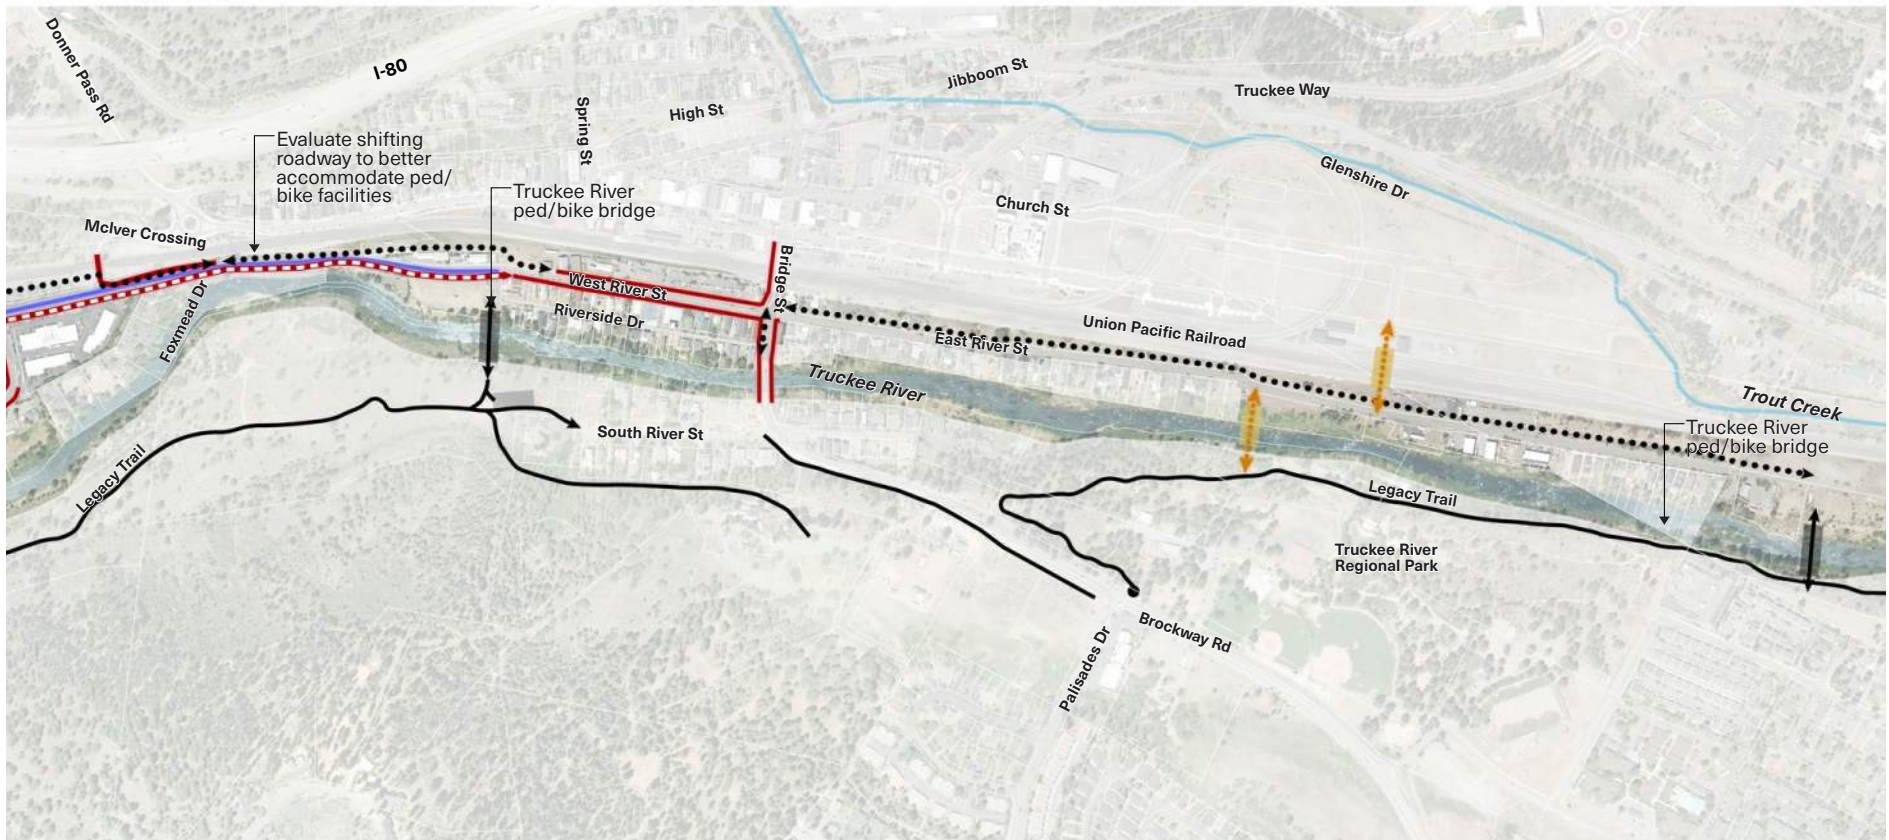 Donner Pass Rd
I-80
Spring St
High St
Jibboom St
Truckee Way
Evaluate shifting
roadway to better
accommodate ped/
bike facilities
Truckee River
ped/bike bridge
Glenshire Dr
Church St
McIver Crossing
Bridge St
West River St
Foxmead Dr
Riverside Dr
Union Pacific Railroad
East River St
Truckee River
Trout Creek
Truckee River
ped/bike bridge
South River St
Legacy Trail
Legacy Trail
Truckee River
Regional Park
Brockway Rd
Palisades Dr